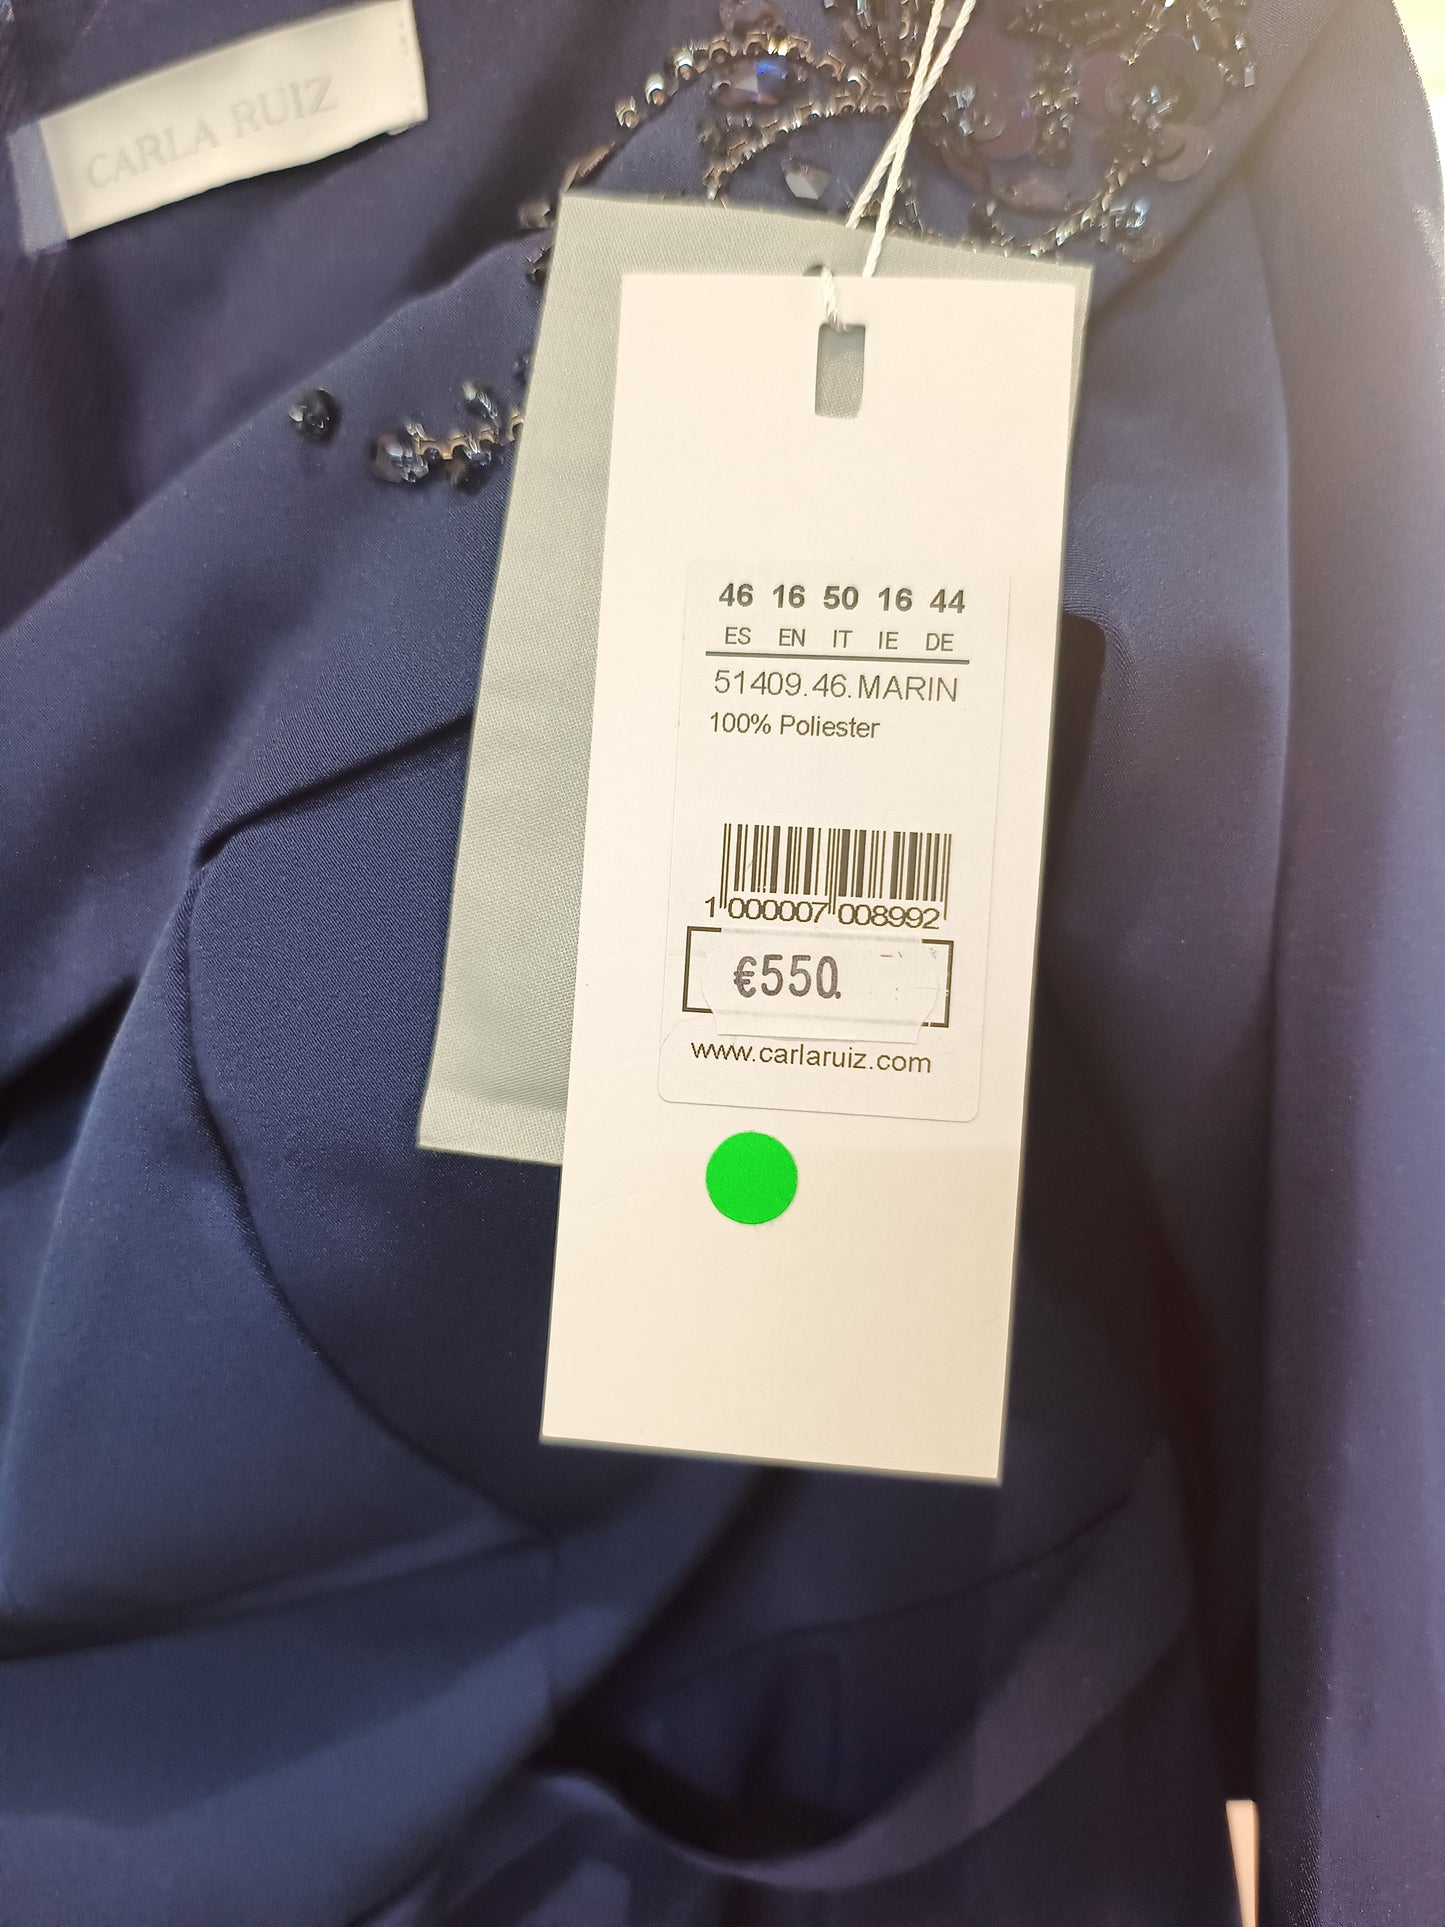 CARLA RUIZ
46 16 50 16 44
ES EN IT IE DE
51409.46.MARIN
100% Poliester
1 000007 008992
€550.
www.carlaruiz.com